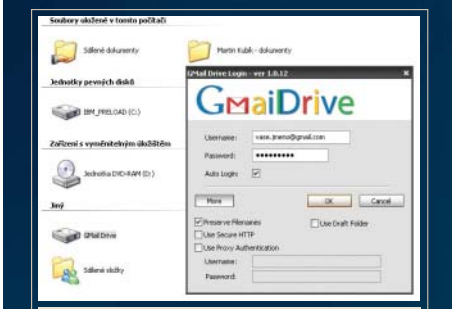 Soubory uložené v tomto počítači
Sdílené dokumenty
Martin Kubík - dokumenty
Jednotky pevných disků
IBM_PRELOAD (C:)
Zařízení s vyměnitelným úložištěm
Jednotka DVD-RAM (D:)
Jiný
GMail Drive
Sdílené složky
GMail Drive Login - ver 1.0.12
GMaiDrive
Username: vase.jmeno@gmail.com
Password: •••••••••
Auto Login:
More
OK
Cancel
Preserve Filenames
Use Draft Folder
Use Secure HTTP
Use Proxy Authentication
Username:
Password: